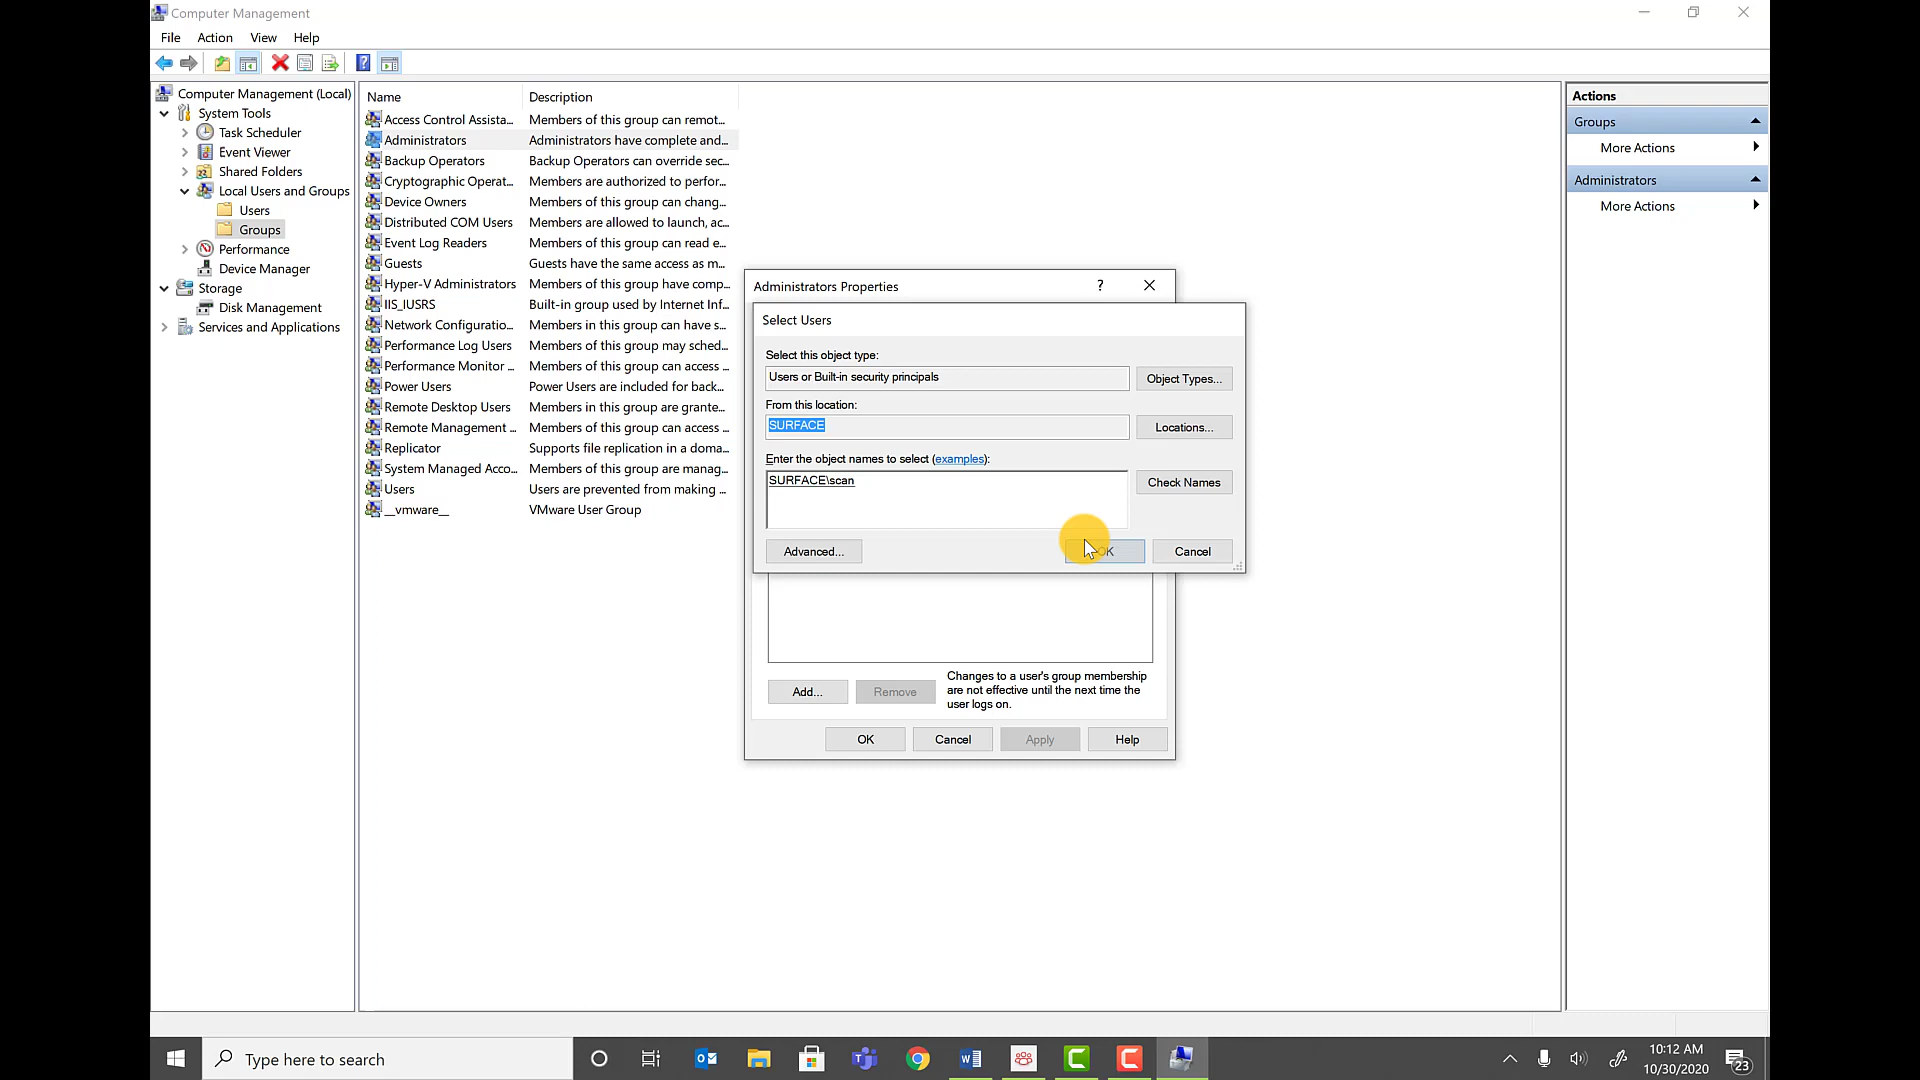 Computer Management
File Action View Help
Computer Management (Local)
System Tools
Task Scheduler
Event Viewer
Shared Folders
Local Users and Groups
Users
Groups
Performance
Device Manager
Storage
Disk Management
Services and Applications
Name Description
Access Control Assista... Members of this group can remot...
Administrators Administrators have complete and...
Backup Operators Backup Operators can override sec...
Cryptographic Operat... Members are authorized to perfor...
Device Owners Members of this group can chang...
Distributed COM Users Members are allowed to launch, ac...
Event Log Readers Members of this group can read e...
Guests Guests have the same access as m...
Hyper-V Administrators Members of this group have comp...
IIS_IUSRS Built-in group used by Internet Inf...
Network Configuratio... Members in this group can have s...
Performance Log Users Members of this group may sched...
Performance Monitor ... Members of this group can access ...
Power Users Power Users are included for back...
Remote Desktop Users Members in this group are grante...
Remote Management ... Members of this group can access ...
Replicator Supports file replication in a doma...
System Managed Acco... Members of this group are manag...
Users Users are prevented from making ...
__vmware__ VMware User Group
Administrators Properties ?
Select Users
Select this object type:
Users or Built-in security principals Object Types...
From this location:
SURFACE Locations...
Enter the object names to select (examples):
SURFACE\scan Check Names
Advanced... OK Cancel
Add... Remove
Changes to a user's group membership
are not effective until the next time the
user logs on.
OK Cancel Apply Help
Actions
Groups
More Actions
Administrators
More Actions
Type here to search
10:12 AM
10/30/2020
23